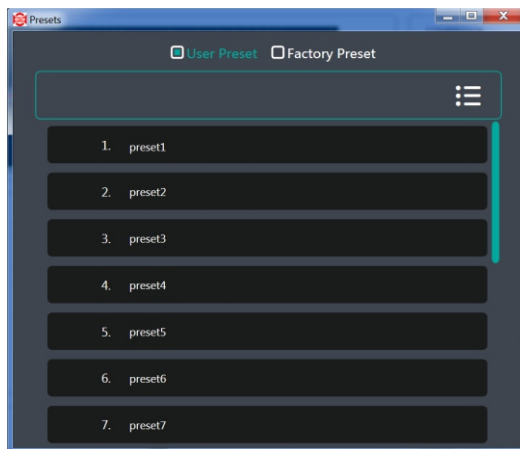 Presets
User Preset Factory Preset
1. preset1
2. preset2
3. preset3
4. preset4
5. preset5
6. preset6
7. preset7